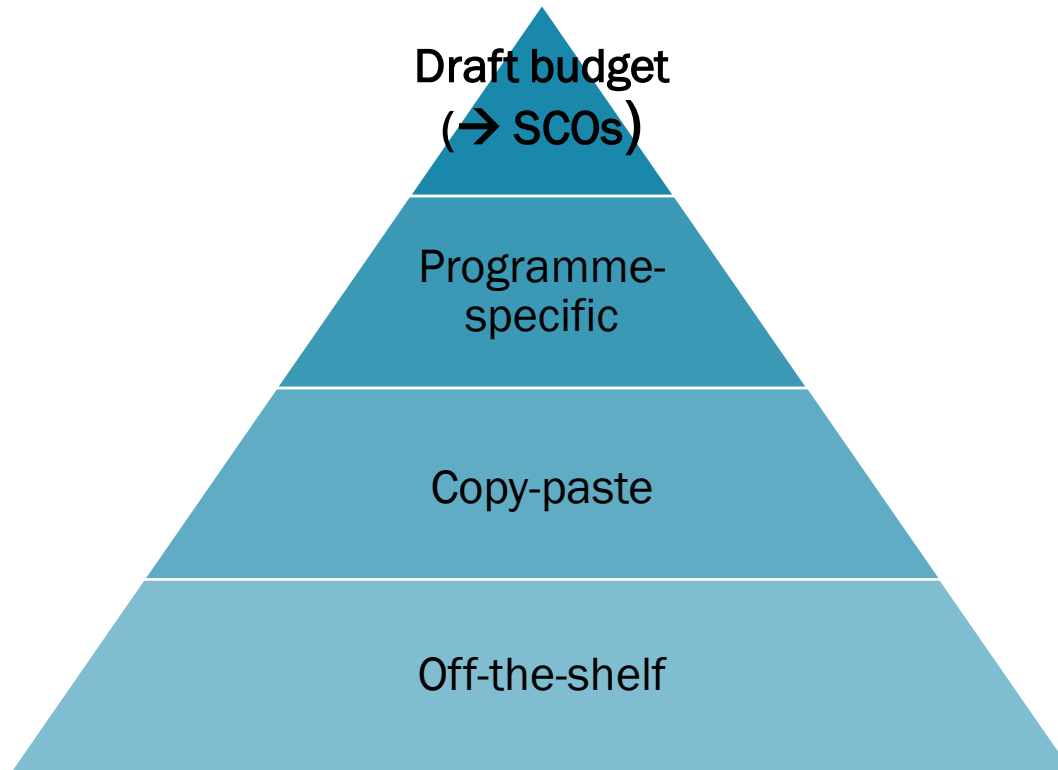 Draft budget
(→ SCOs)
Programme-
specific
Copy-paste
Off-the-shelf